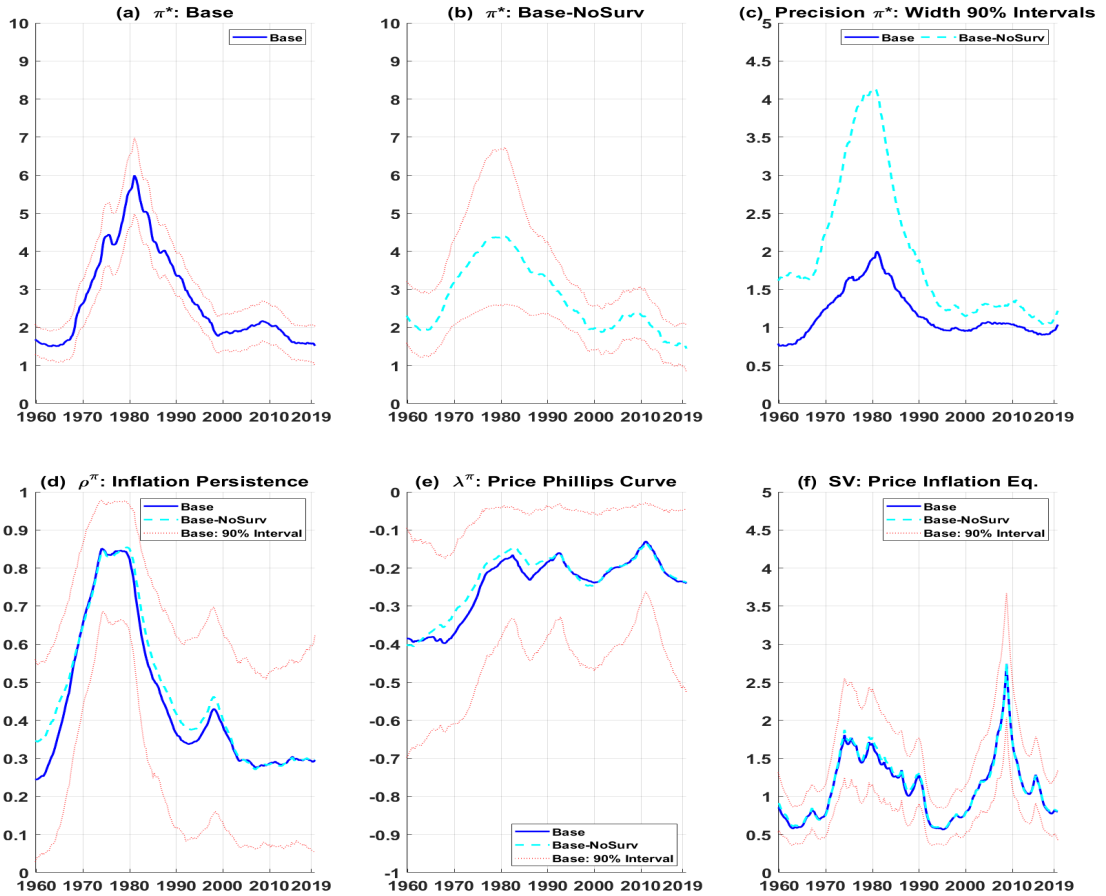 (a) π*: Base
10
9
8
7
6
5
4
3
2
1
0
1960 1970 1980 1990 2000 2010 2019
Base
(b) π*: Base-NoSurv
10
9
8
7
6
5
4
3
2
1
0
1960 1970 1980 1990 2000 2010 2019
(c) Precision π*: Width 90% Intervals
Base Base-NoSurv
5
4.5
4
3.5
3
2.5
2
1.5
1
0.5
0
1960 1970 1980 1990 2000 2010 2019
(d) ρ^π: Inflation Persistence
Base
Base-NoSurv
Base: 90% Interval
1
0.9
0.8
0.7
0.6
0.5
0.4
0.3
0.2
0.1
0
1960 1970 1980 1990 2000 2010 2019
(e) λ^π: Price Phillips Curve
0
-0.1
-0.2
-0.3
-0.4
-0.5
-0.6
-0.7
-0.8
-0.9
-1
Base
Base-NoSurv
Base: 90% Interval
1960 1970 1980 1990 2000 2010 2019
(f) SV: Price Inflation Eq.
Base
Base-NoSurv
Base: 90% Interval
5
4.5
4
3.5
3
2.5
2
1.5
1
0.5
0
1960 1970 1980 1990 2000 2010 2019